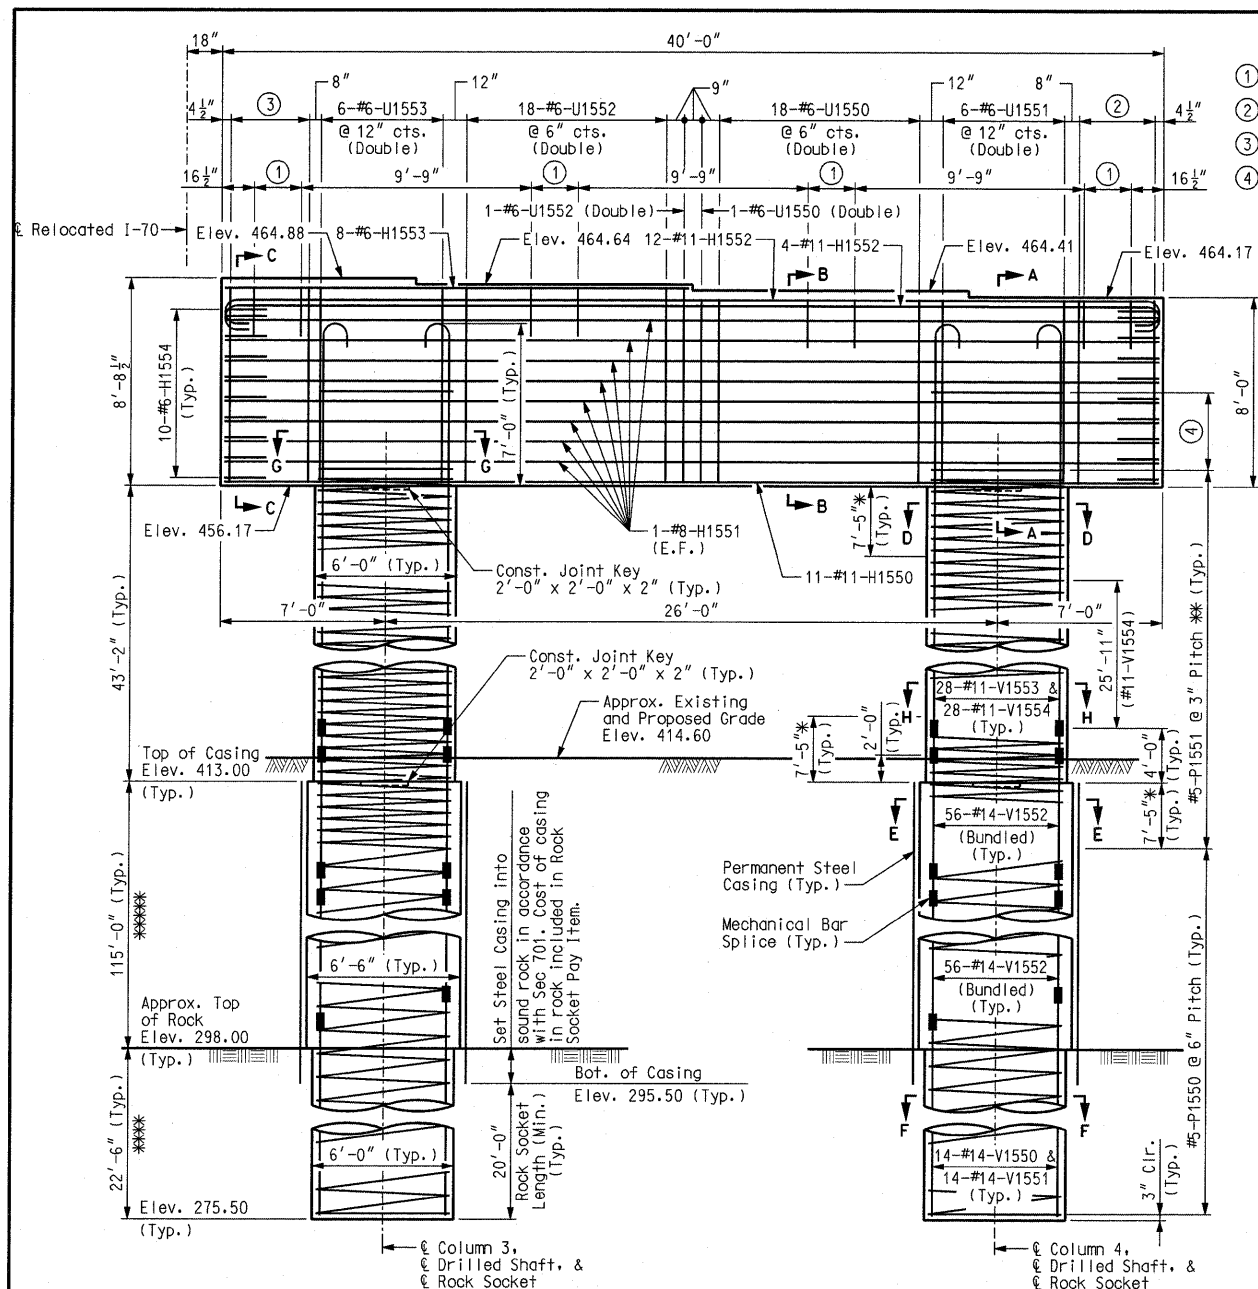 18"
40'-0"
8"
12"
9"
12"
8"
①
②
③
④
4 1/2"
③
6-#6-U1553
@ 12" cts.
(Double)
18-#6-U1552
@ 6" cts.
(Double)
18-#6-U1550
@ 6" cts.
(Double)
6-#6-U1551
@ 12" cts.
(Double)
②
4 1/2"
16 1/2"
①
9'-9"
①
9'-9"
①
9'-9"
①
16 1/2"
1-#6-U1552 (Double)
1-#6-U1550 (Double)
℄ Relocated I-70
Elev. 464.88
8-#6-H1553
Elev. 464.64
12-#11-H1552
4-#11-H1552
Elev. 464.41
Elev. 464.17
C
B
A
8'-8 1/2"
10-#6-H1554
(Typ.)
7'-0" (Typ.)
④
8'-0"
G
G
C
B
Elev. 456.17
1-#8-H1551
(E.F.)
7'-5"*
(Typ.)
D
A
D
6'-0" (Typ.)
Const. Joint Key
2'-0" x 2'-0" x 2" (Typ.)
11-#11-H1550
7'-0"
26'-0"
7'-0"
43'-2" (Typ.)
25'-11"
(#11-V1554)
#5-P1551 @ 3" Pitch ** (Typ.)
Const. Joint Key
2'-0" x 2'-0" x 2" (Typ.)
Approx. Existing
and Proposed Grade
Elev. 414.60
7'-5"*
(Typ.)
2'-0"
(Typ.)
H
28-#11-V1553 &
28-#11-V1554
(Typ.)
H
4'-0"
(Typ.)
Top of Casing
Elev. 413.00
(Typ.)
7'-5"*
(Typ.)
E
56-#14-V1552
(Bundled)
(Typ.)
E
Set Steel Casing into
sound rock in accordance
with Sec 701. Cost of casing
in rock included in Rock
Socket Pay Item.
Permanent Steel
Casing (Typ.)
Mechanical Bar
Splice (Typ.)
115'-0" (Typ.)
6'-6" (Typ.)
56-#14-V1552
(Bundled)
(Typ.)
Approx. Top
of Rock
Elev. 298.00
(Typ.)
Bot. of Casing
Elev. 295.50 (Typ.)
#5-P1550 @ 6" Pitch (Typ.)
22'-6" (Typ.)
***
F
F
20'-0"
Rock Socket
Length (Min.)
(Typ.)
6'-0" (Typ.)
14-#14-V1550 &
14-#14-V1551
(Typ.)
3" Clr.
(Typ.)
Elev. 275.50
(Typ.)
℄ Column 3,
℄ Drilled Shaft, &
℄ Rock Socket
℄ Column 4,
℄ Drilled Shaft, &
℄ Rock Socket